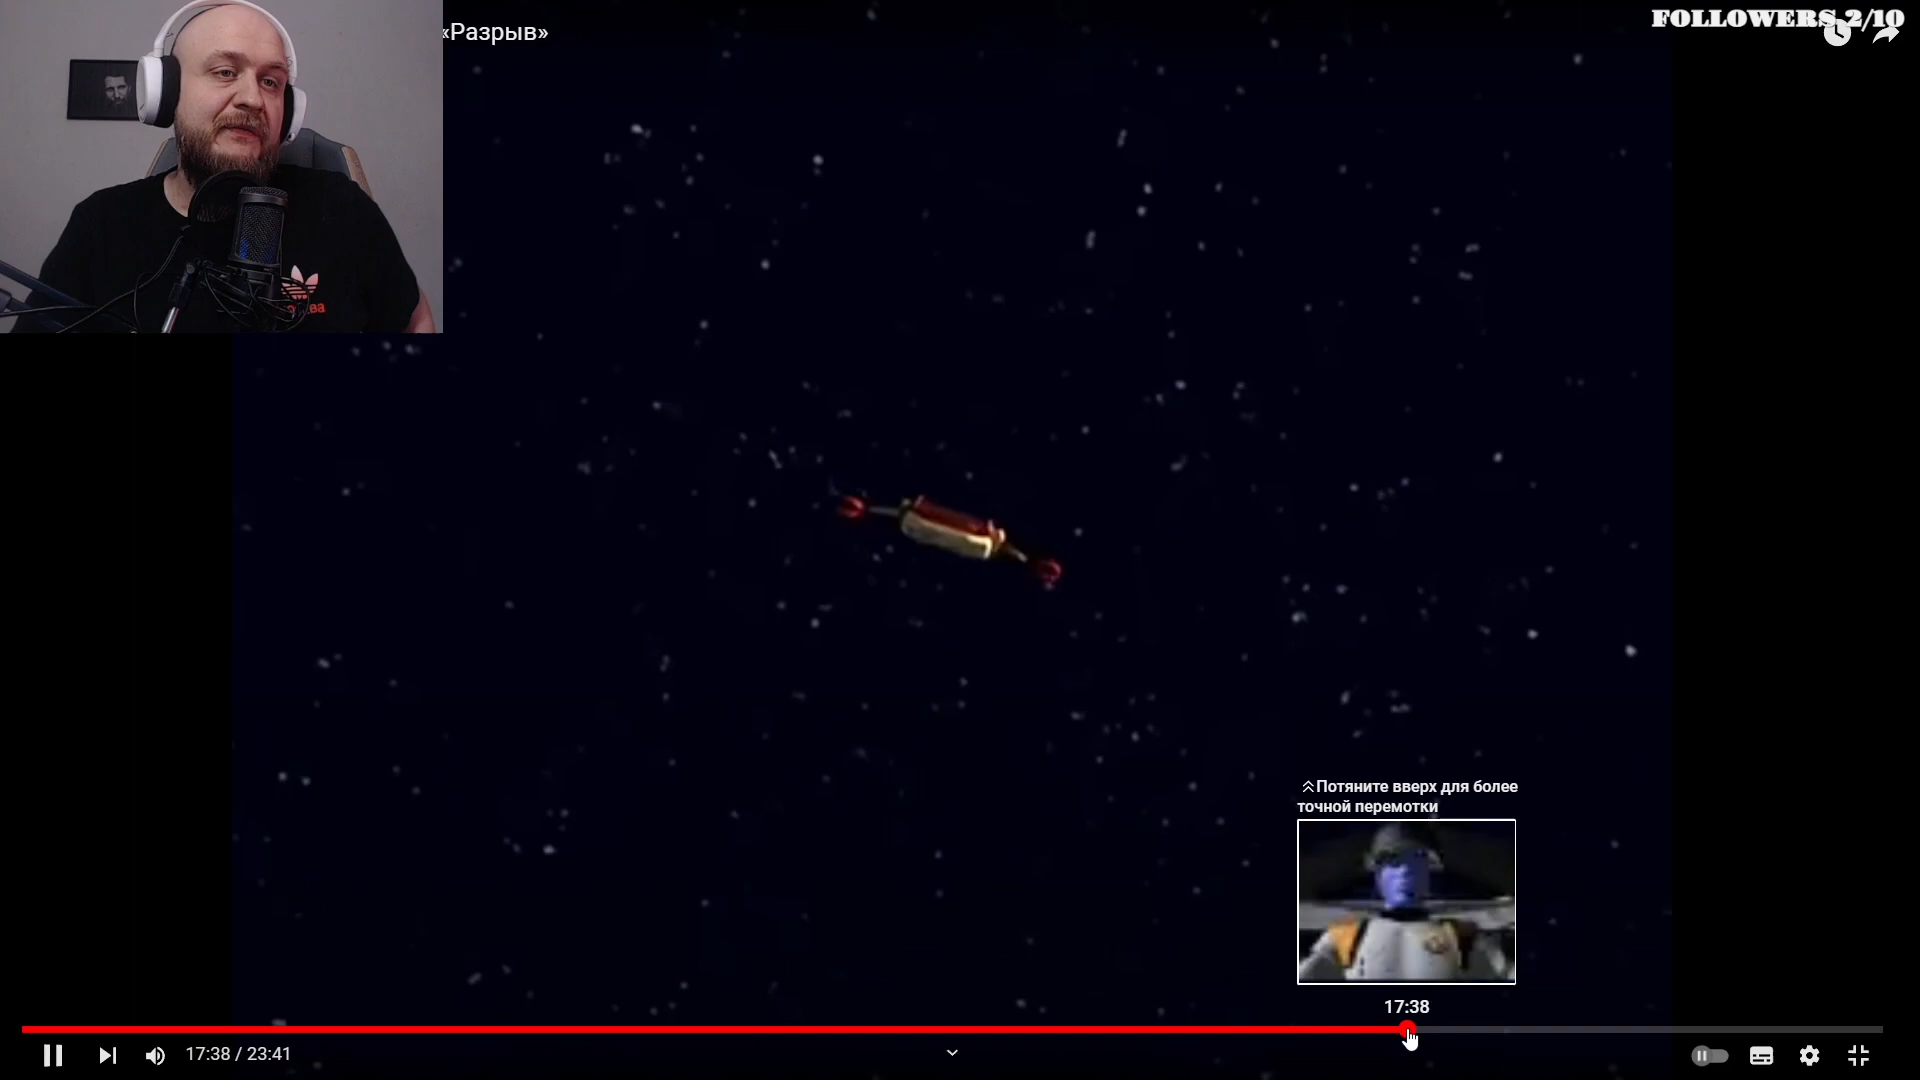 «Разрыв»
FOLLOWERS 2/10
Потяните вверх для более
точной перемотки
17:38
17:38 / 23:41